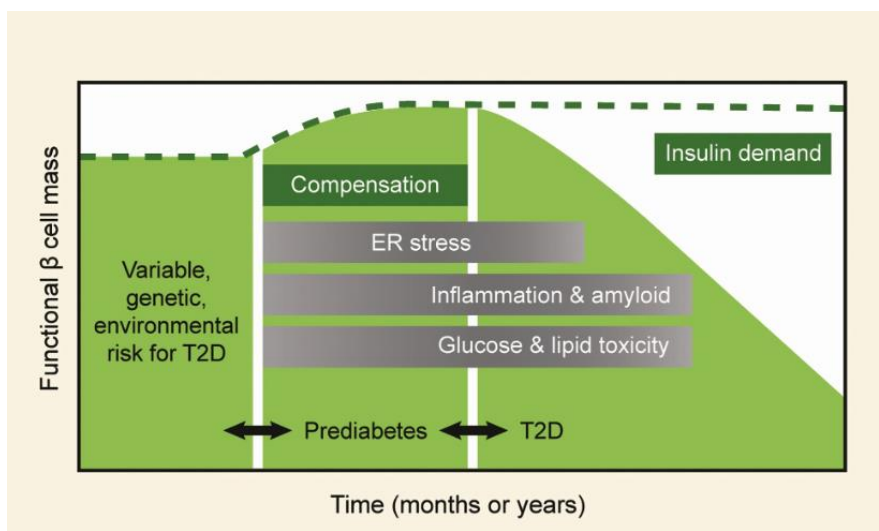 Functional β cell mass
Insulin demand
Compensation
ER stress
Variable,
genetic,
environmental
risk for T2D
Inflammation & amyloid
Glucose & lipid toxicity
Prediabetes
T2D
Time (months or years)